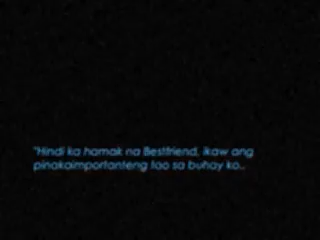 "Hindi ka hamak na Bestfriend, Ikaw ang
pinakaimportanteng tao sa buhay ko..